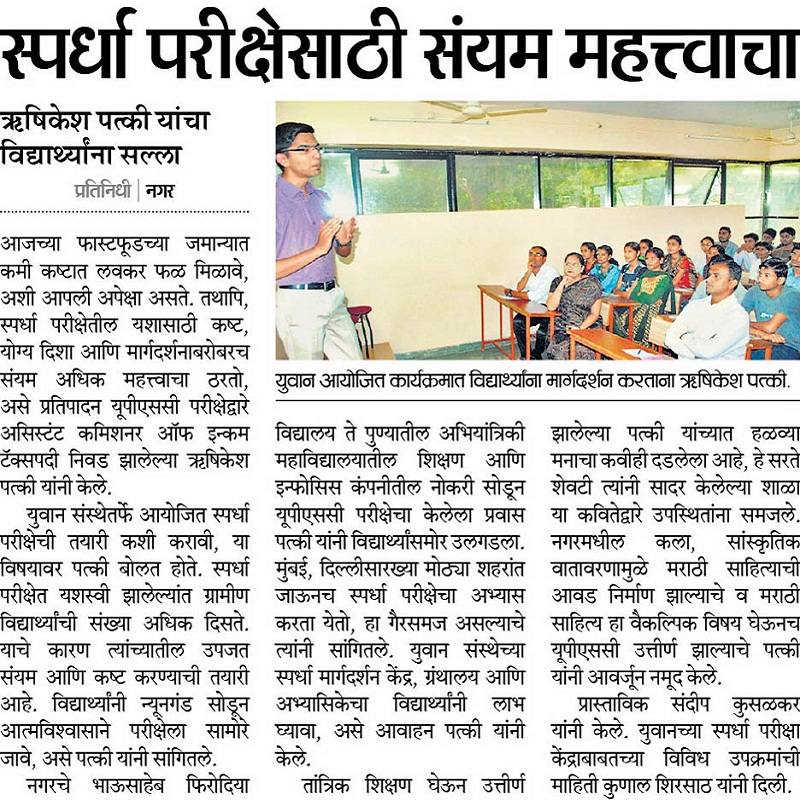 स्पर्धा परीक्षेसाठी संयम महत्त्वाचा
ऋषिकेश पत्की यांचा
विद्यार्थ्यांना सल्ला
प्रतिनिधी | नगर
आजच्या फास्टफूडच्या जमान्यात
कमी कष्टात लवकर फळ मिळावे,
अशी आपली अपेक्षा असते. तथापि,
स्पर्धा परीक्षेतील यशासाठी कष्ट,
योग्य दिशा आणि मार्गदर्शनाबरोबरच
संयम अधिक महत्त्वाचा ठरतो,
असे प्रतिपादन यूपीएससी परीक्षेद्वारे
असिस्टंट कमिशनर ऑफ इन्कम
टॅक्सपदी निवड झालेल्या ऋषिकेश
पत्की यांनी केले.
युवान संस्थेतर्फे आयोजित स्पर्धा
परीक्षेची तयारी कशी करावी, या
विषयावर पत्की बोलत होते. स्पर्धा
परीक्षेत यशस्वी झालेल्यांत ग्रामीण
विद्यार्थ्यांची संख्या अधिक दिसते.
याचे कारण त्यांच्यातील उपजत
संयम आणि कष्ट करण्याची तयारी
आहे. विद्यार्थ्यांनी न्यूनगंड सोडून
आत्मविश्वासाने परीक्षेला सामोरे
जावे, असे पत्की यांनी सांगितले.
नगरचे भाऊसाहेब फिरोदिया
युवान आयोजित कार्यक्रमात विद्यार्थ्यांना मार्गदर्शन करताना ऋषिकेश पत्की.
विद्यालय ते पुण्यातील अभियांत्रिकी
महाविद्यालयातील शिक्षण आणि
इन्फोसिस कंपनीतील नोकरी सोडून
यूपीएससी परीक्षेचा केलेला प्रवास
पत्की यांनी विद्यार्थ्यांसमोर उलगडला.
मुंबई, दिल्लीसारख्या मोठ्या शहरांत
जाऊनच स्पर्धा परीक्षेचा अभ्यास
करता येतो, हा गैरसमज असल्याचे
त्यांनी सांगितले. युवान संस्थेच्या
स्पर्धा मार्गदर्शन केंद्र, ग्रंथालय आणि
अभ्यासिकेचा विद्यार्थ्यांनी लाभ
घ्यावा, असे आवाहन पत्की यांनी
केले.
तांत्रिक शिक्षण घेऊन उत्तीर्ण
झालेल्या पत्की यांच्यात हळव्या
मनाचा कवीही दडलेला आहे, हे सरते
शेवटी त्यांनी सादर केलेल्या शाळा
या कवितेद्वारे उपस्थितांना समजले.
नगरमधील कला, सांस्कृतिक
वातावरणामुळे मराठी साहित्याची
आवड निर्माण झाल्याचे व मराठी
साहित्य हा वैकल्पिक विषय घेऊनच
यूपीएससी उत्तीर्ण झाल्याचे पत्की
यांनी आवर्जून नमूद केले.
प्रास्ताविक संदीप कुसळकर
यांनी केले. युवानच्या स्पर्धा परीक्षा
केंद्राबाबतच्या विविध उपक्रमांची
माहिती कुणाल शिरसाठ यांनी दिली.